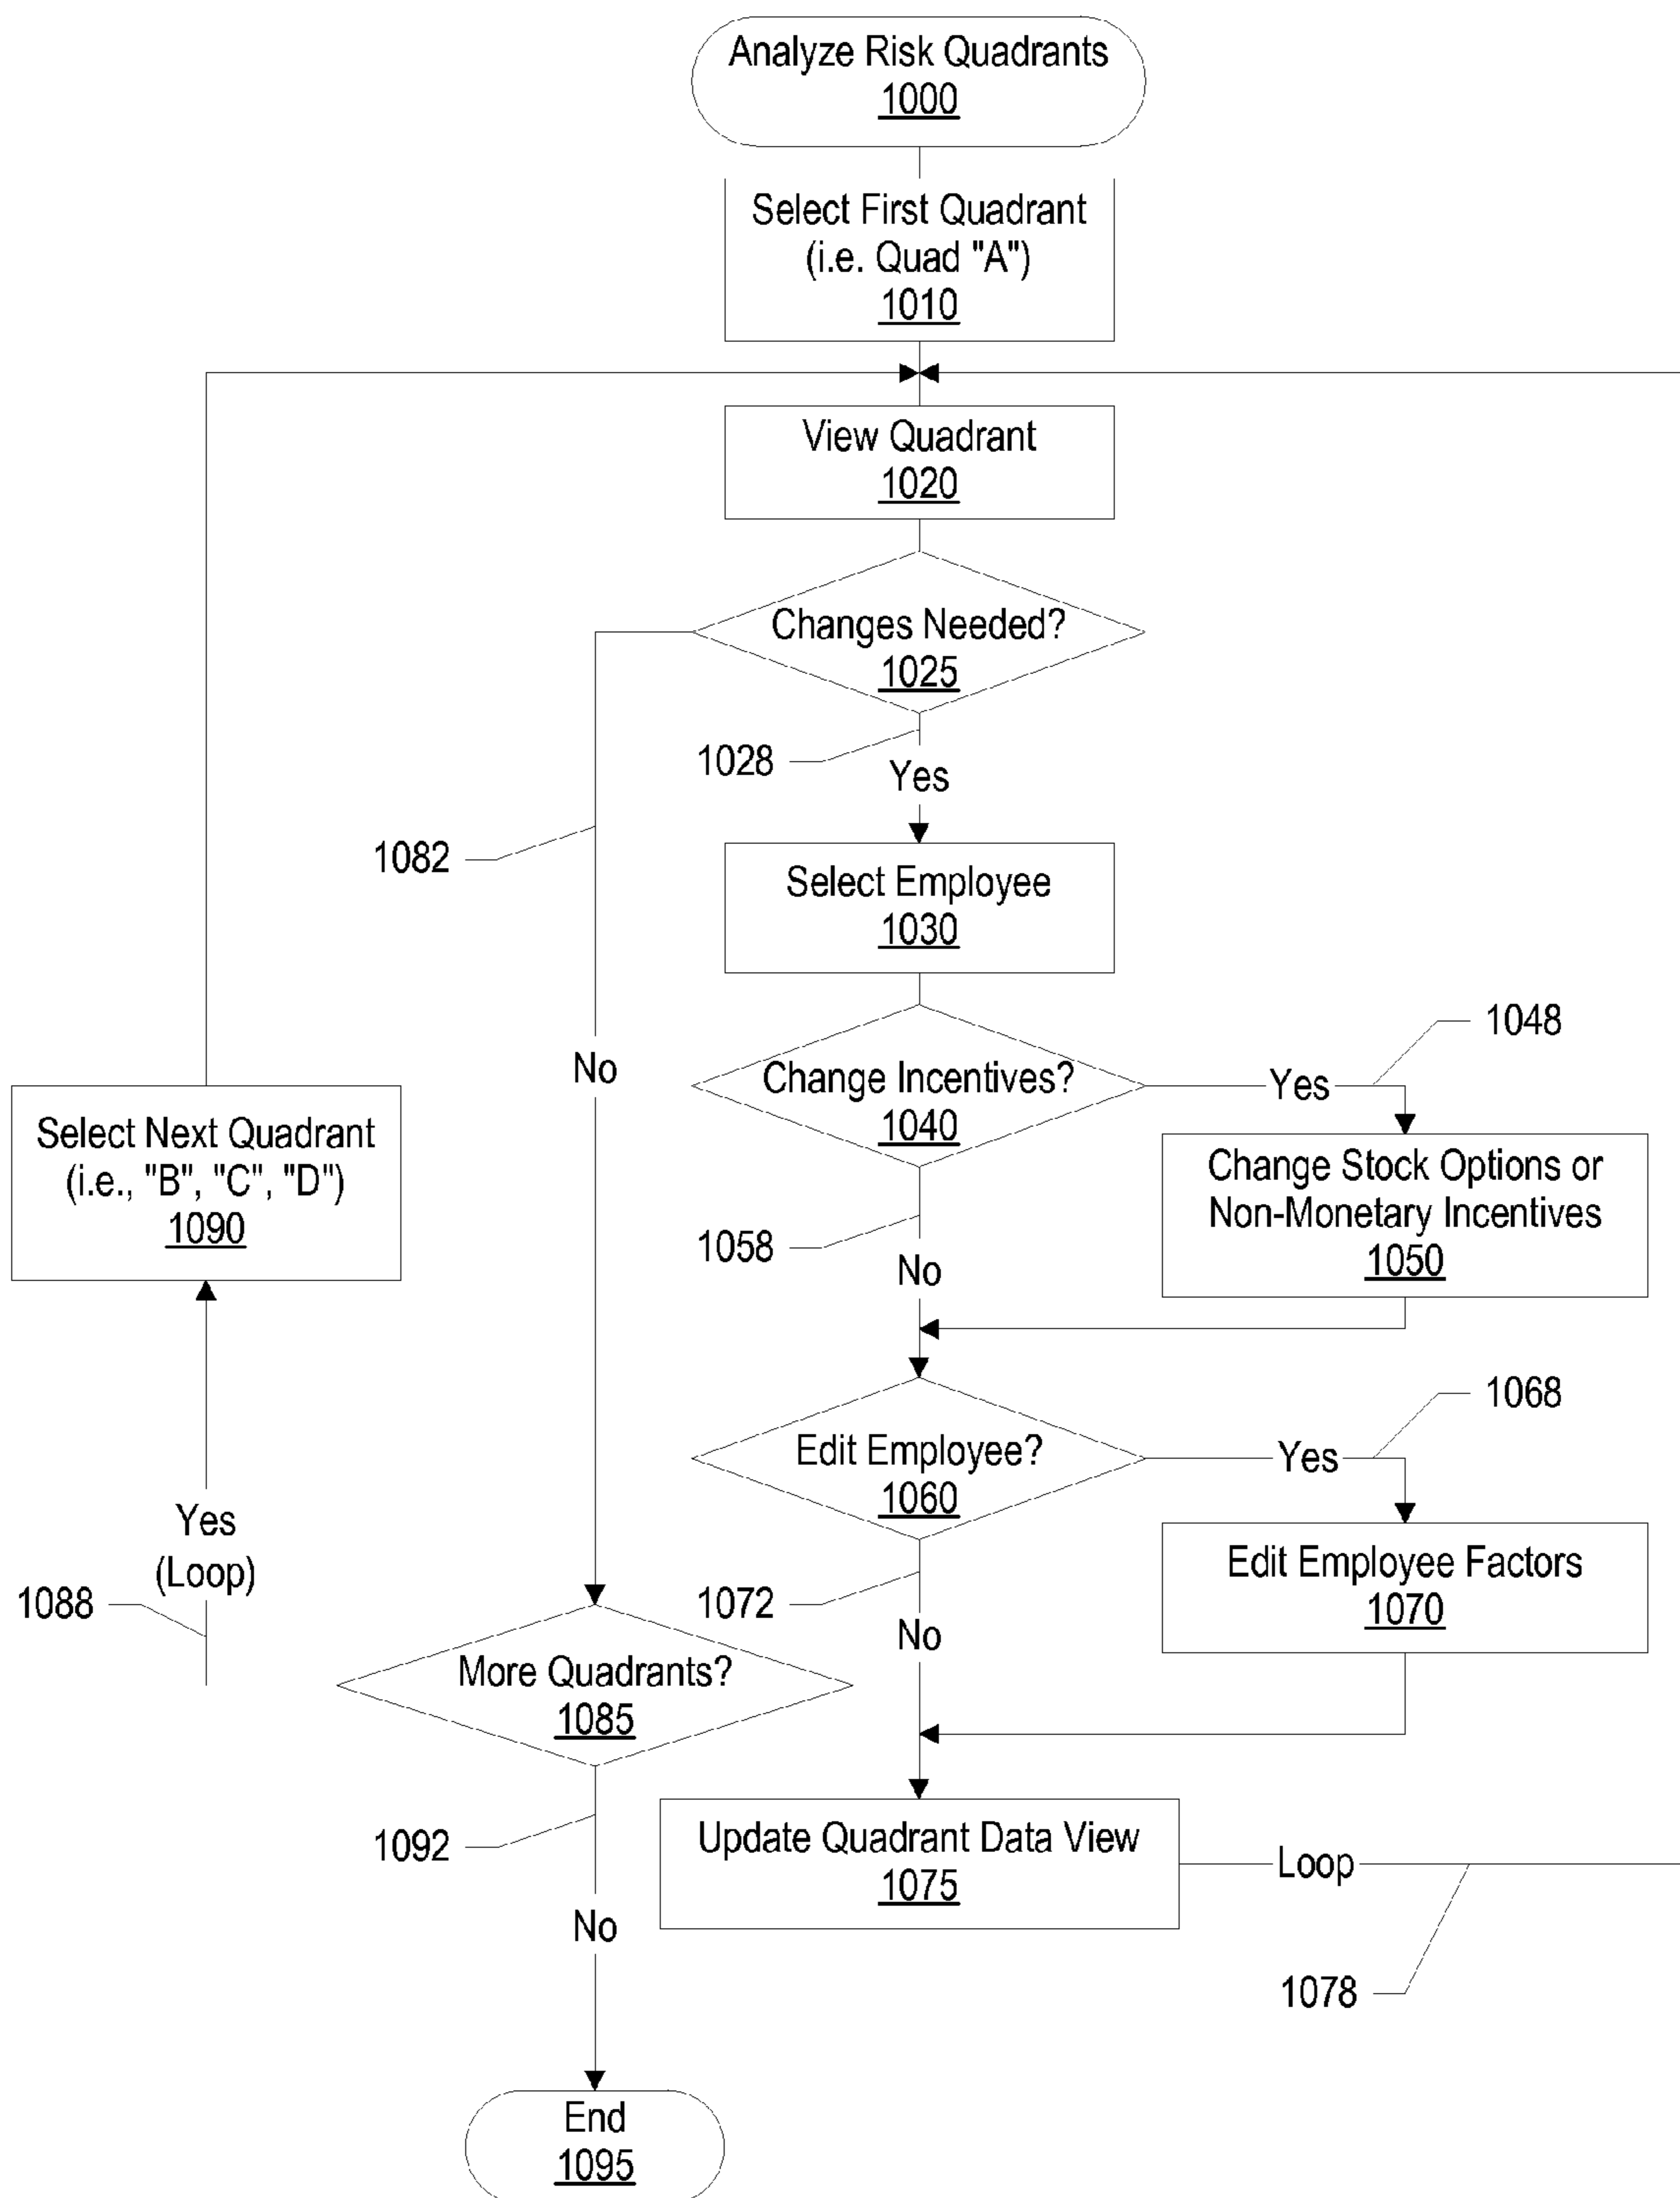 Analyze Risk Quadrants
1000
Select First Quadrant
(i.e. Quad "A")
1010
View Quadrant
1020
Changes Needed?
1025
1028
Yes
1082
No
Select Employee
1030
Change Incentives?
1040
Yes
1048
Change Stock Options or
Non-Monetary Incentives
1050
1058
No
Select Next Quadrant
(i.e., "B", "C", "D")
1090
Edit Employee?
1060
Yes
1068
Edit Employee Factors
1070
1072
No
Yes
(Loop)
1088
More Quadrants?
1085
Update Quadrant Data View
1075
Loop
1078
1092
No
End
1095